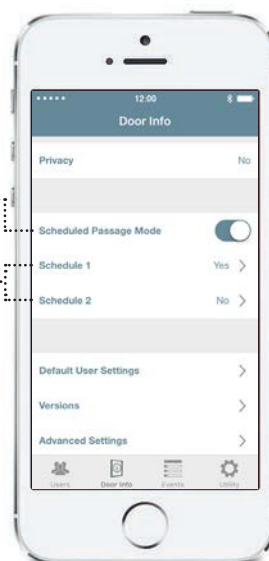 12:00
Door Info
Privacy No
Scheduled Passage Mode
Schedule 1 Yes
Schedule 2 No
Default User Settings
Versions
Advanced Settings
Users Door Info Events Utility